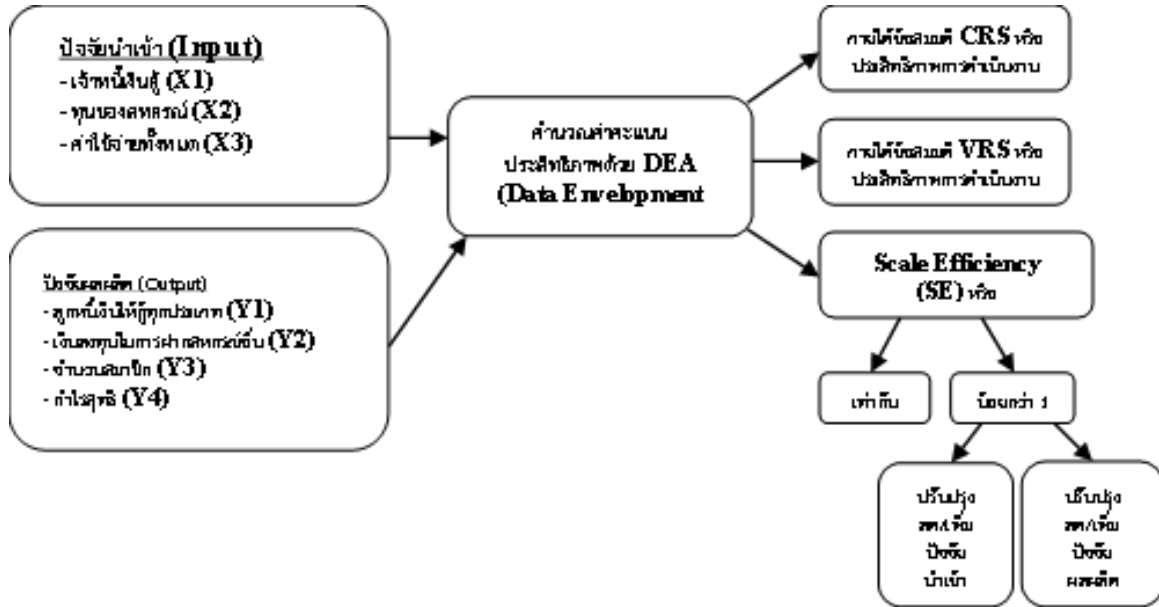 ปัจจัยนำเข้า (Input)
- เจ้าหนี้เงินกู้ (X1)
- ทุนของสหกรณ์ (X2)
- ค่าใช้จ่ายทั้งหมด (X3)
ปัจจัยผลผลิต (Output)
- ลูกหนี้เงินให้กู้ทุกประเภท (Y1)
- เงินลงทุนในการฝากสหกรณ์อื่น (Y2)
- จำนวนสมาชิก (Y3)
- กำไรสุทธิ (Y4)
คำนวณค่าคะแนน
ประสิทธิภาพด้วย DEA
(Data Envelopment
ภายใต้ข้อสมมติ CRS หรือ
ประสิทธิภาพการดำเนินงาน
ภายใต้ข้อสมมติ VRS หรือ
ประสิทธิภาพการดำเนินงาน
Scale Efficiency
(SE) หรือ
เท่ากับ
น้อยกว่า 1
ปรับปรุง
ลด/เพิ่ม
ปัจจัย
นำเข้า
ปรับปรุง
ลด/เพิ่ม
ปัจจัย
ผลผลิต